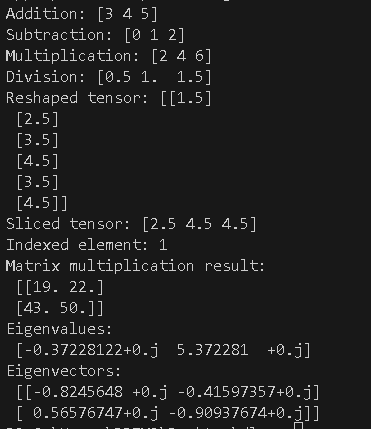 Addition: [3 4 5]
Subtraction: [0 1 2]
Multiplication: [2 4 6]
Division: [0.5 1.  1.5]
Reshaped tensor: [[1.5]
 [2.5]
 [3.5]
 [4.5]
 [3.5]
 [4.5]]
Sliced tensor: [2.5 4.5 4.5]
Indexed element: 1
Matrix multiplication result:
 [[19. 22.]
 [43. 50.]]
Eigenvalues:
 [-0.37228122+0.j  5.372281  +0.j]
Eigenvectors:
 [[-0.8245648 +0.j -0.41597357+0.j]
 [ 0.56576747+0.j -0.90937674+0.j]]